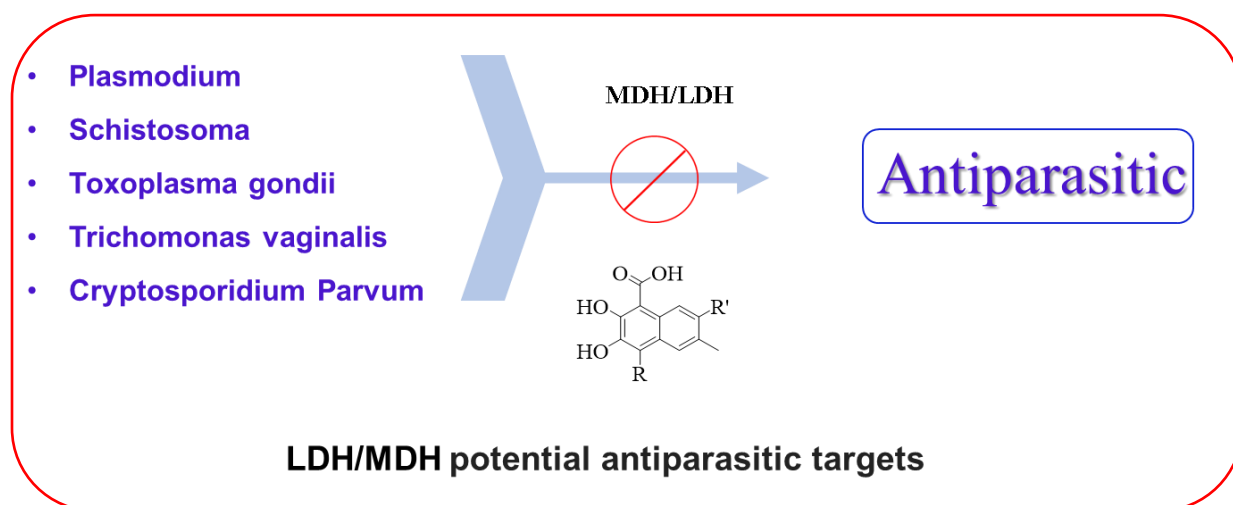 • Plasmodium
• Schistosoma
• Toxoplasma gondii
• Trichomonas vaginalis
• Cryptosporidium Parvum
MDH/LDH
Antiparasitic
O OH
HO R'
HO
R
LDH/MDH potential antiparasitic targets